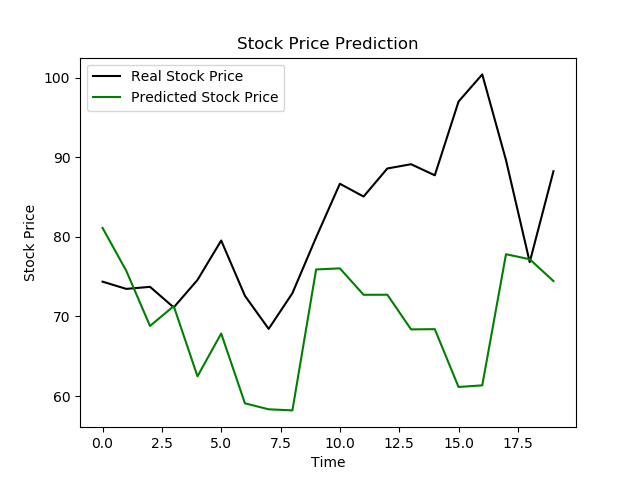 Stock Price Prediction
Real Stock Price
Predicted Stock Price
100
90
80
70
60
Stock Price
0.0 2.5 5.0 7.5 10.0 12.5 15.0 17.5
Time